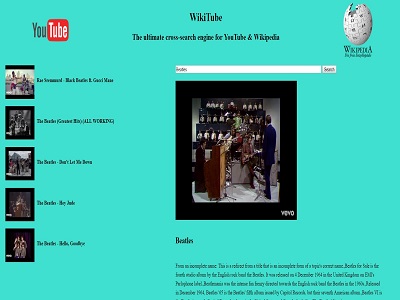 WikiTube
YouTube
The ultimate cross-search engine for YouTube & Wikipedia
WIKIPEDIA
The Free Encyclopedia
Beatles
Search
Rae Sremmurd - Black Beatles ft. Gucci Mane
The Beatles (Greatest Hits) (ALL WORKING)
The Beatles - Don't Let Me Down
The Beatles - Hey Jude
The Beatles - Hello, Goodbye
vevo
Beatles
From an incomplete name: This is a redirect from a title that is an incomplete form of a topic's correct name.,Beatles for Sale is the
fourth studio album by the English rock band the Beatles. It was released on 4 December 1964 in the United Kingdom on EMI's
Parlophone label.,Beatlemania was the intense fan frenzy directed towards the English rock band the Beatles in the 1960s.,Released
in December 1964, Beatles '65 is the Beatles' fifth album issued by Capitol Records, but their seventh American album.,Beatles VI is